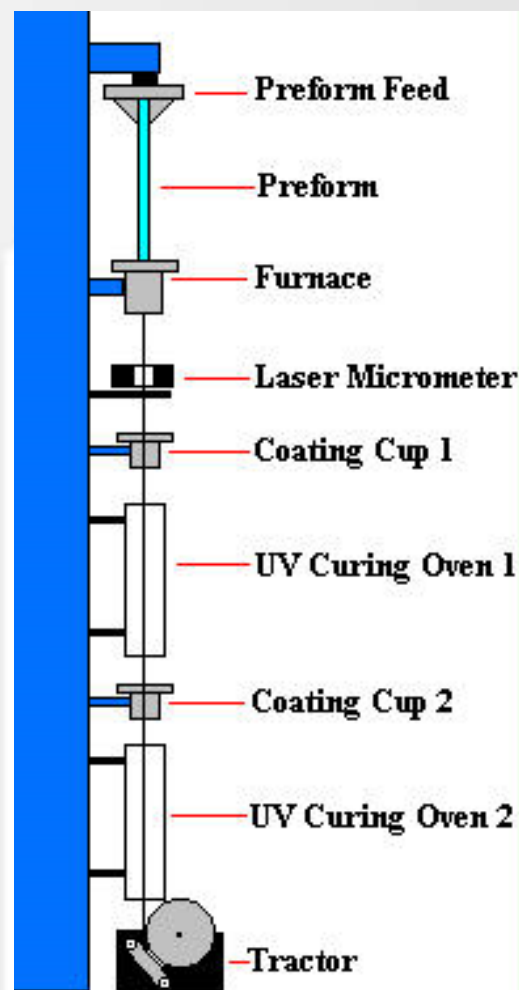 Preform Feed
Preform
Furnace
Laser Micrometer
Coating Cup 1
UV Curing Oven 1
Coating Cup 2
UV Curing Oven 2
Tractor